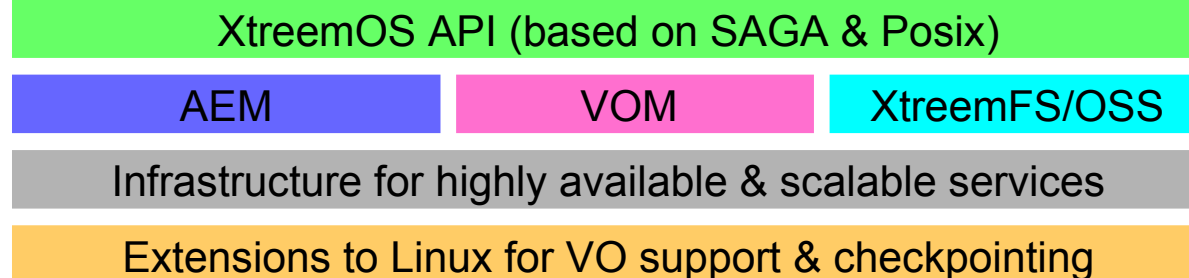 XtreemOS API (based on SAGA & Posix)
AEM VOM XtreemFS/OSS
Infrastructure for highly available & scalable services
Extensions to Linux for VO support & checkpointing